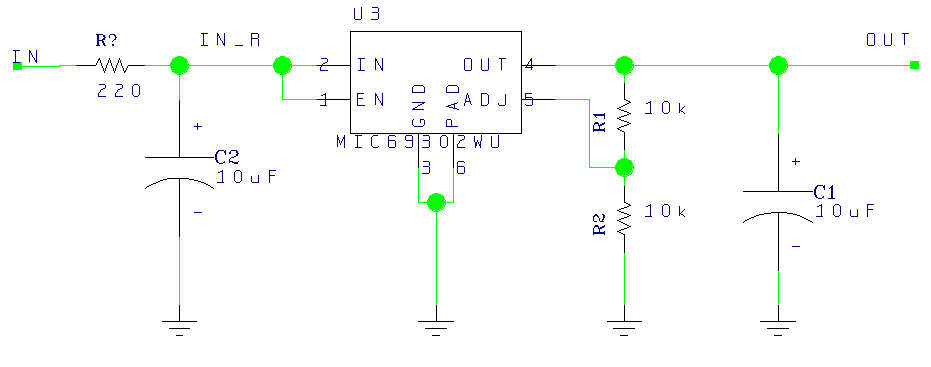 U3
R?
IN_R
OUT
IN
220
2 IN
OUT 4
1 EN
ADJ 5
GND
PAD
MIC69302WU
3
6
R1
10k
R2
10k
+
C2
10uF
-
+
C1
10uF
-